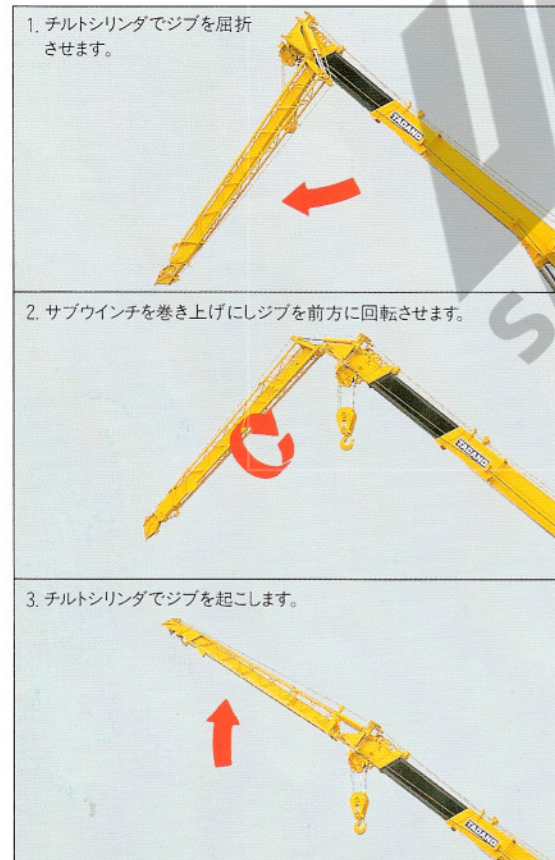 1. チルトシリンダでジブを屈折
させます。
TADANO
2. サブウインチを巻き上げにしジブを前方に回転させます。
TADANO
3. チルトシリンダでジブを起こします。
TADANO